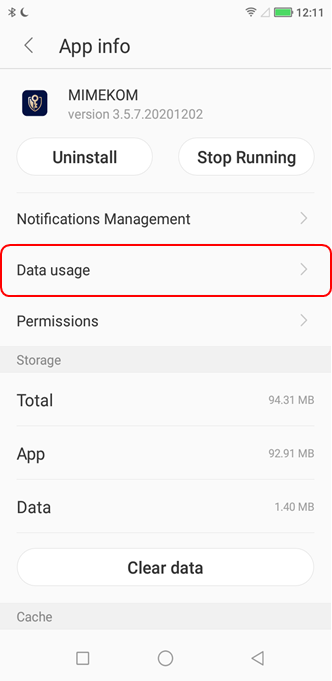 12:11
App info
MIMEKOM
version 3.5.7.20201202
Uninstall
Stop Running
Notifications Management
Data usage
Permissions
Storage
Total
94.31 MB
App
92.91 MB
Data
1.40 MB
Clear data
Cache